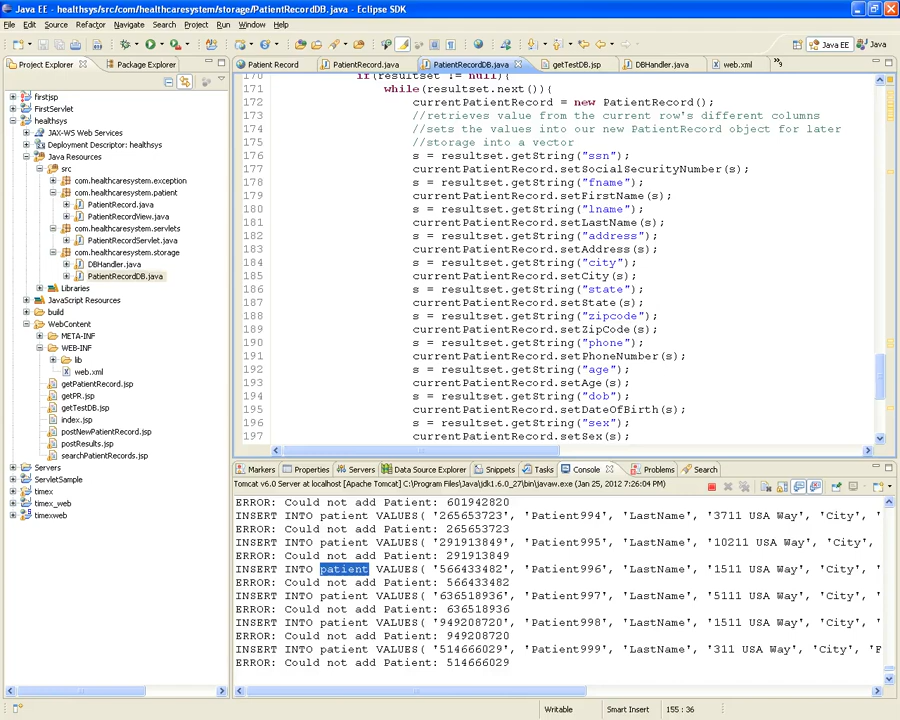 Java EE - healthsys/src/com/healthcaresystem/storage/PatientRecordDB.java - Eclipse SDK
File Edit Source Refactor Navigate Search Project Run Window Help
Java EE Java
Project Explorer Package Explorer
Patient Record PatientRecord.java PatientRecordDB.java getTestDB.jsp DBHandler.java web.xml
firstjsp
FirstServlet
healthsys
JAX-WS Web Services
Deployment Descriptor: healthsys
Java Resources
src
com.healthcaresystem.exception
com.healthcaresystem.patient
PatientRecord.java
PatientRecordView.java
com.healthcaresystem.servlets
PatientRecordServlet.java
com.healthcaresystem.storage
DBHandler.java
PatientRecordDB.java
Libraries
JavaScript Resources
build
WebContent
META-INF
WEB-INF
lib
web.xml
getPatientRecord.jsp
getPR.jsp
getTestDB.jsp
index.jsp
postNewPatientRecord.jsp
postResults.jsp
searchPatientRecords.jsp
Servers
ServletSample
timex
timex_web
timexweb
170 if(resultset != null){
171 while(resultset.next()){
172 currentPatientRecord = new PatientRecord();
173 //retrieves value from the current row's different columns
174 //sets the values into our new PatientRecord object for later
175 //storage into a vector
176 s = resultset.getString("ssn");
177 currentPatientRecord.setSocialSecurityNumber(s);
178 s = resultset.getString("fname");
179 currentPatientRecord.setFirstName(s);
180 s = resultset.getString("lname");
181 currentPatientRecord.setLastName(s);
182 s = resultset.getString("address");
183 currentPatientRecord.setAddress(s);
184 s = resultset.getString("city");
185 currentPatientRecord.setCity(s);
186 s = resultset.getString("state");
187 currentPatientRecord.setState(s);
188 s = resultset.getString("zipcode");
189 currentPatientRecord.setZipCode(s);
190 s = resultset.getString("phone");
191 currentPatientRecord.setPhoneNumber(s);
192 s = resultset.getString("age");
193 currentPatientRecord.setAge(s);
194 s = resultset.getString("dob");
195 currentPatientRecord.setDateOfBirth(s);
196 s = resultset.getString("sex");
197 currentPatientRecord.setSex(s);
Markers Properties Servers Data Source Explorer Snippets Tasks Console Problems Search
Tomcat v6.0 Server at localhost [Apache Tomcat] C:\Program Files\Java\jdk1.6.0_27\bin\javaw.exe (Jan 25, 2012 7:26:04 PM)
ERROR: Could not add Patient: 601942820
INSERT INTO patient VALUES( '265653723', 'Patient994', 'LastName', '3711 USA Way', 'City', '
ERROR: Could not add Patient: 265653723
INSERT INTO patient VALUES( '291913849', 'Patient995', 'LastName', '10211 USA Way', 'City',
ERROR: Could not add Patient: 291913849
INSERT INTO patient VALUES( '566433482', 'Patient996', 'LastName', '1511 USA Way', 'City', '
ERROR: Could not add Patient: 566433482
INSERT INTO patient VALUES( '636518936', 'Patient997', 'LastName', '5111 USA Way', 'City', '
ERROR: Could not add Patient: 636518936
INSERT INTO patient VALUES( '949208720', 'Patient998', 'LastName', '1511 USA Way', 'City', '
ERROR: Could not add Patient: 949208720
INSERT INTO patient VALUES( '514666029', 'Patient999', 'LastName', '311 USA Way', 'City', 'F
ERROR: Could not add Patient: 514666029
Writable Smart Insert 155 : 36